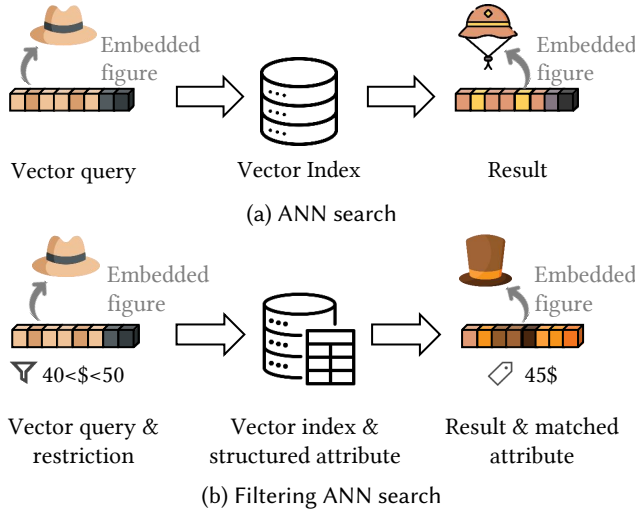 Embedded
figure
Embedded
figure
Vector query
Vector Index
Result
(a) ANN search
Embedded
figure
Embedded
figure
40<$<50
45$
Vector query &
restriction
Vector index &
structured attribute
Result & matched
attribute
(b) Filtering ANN search